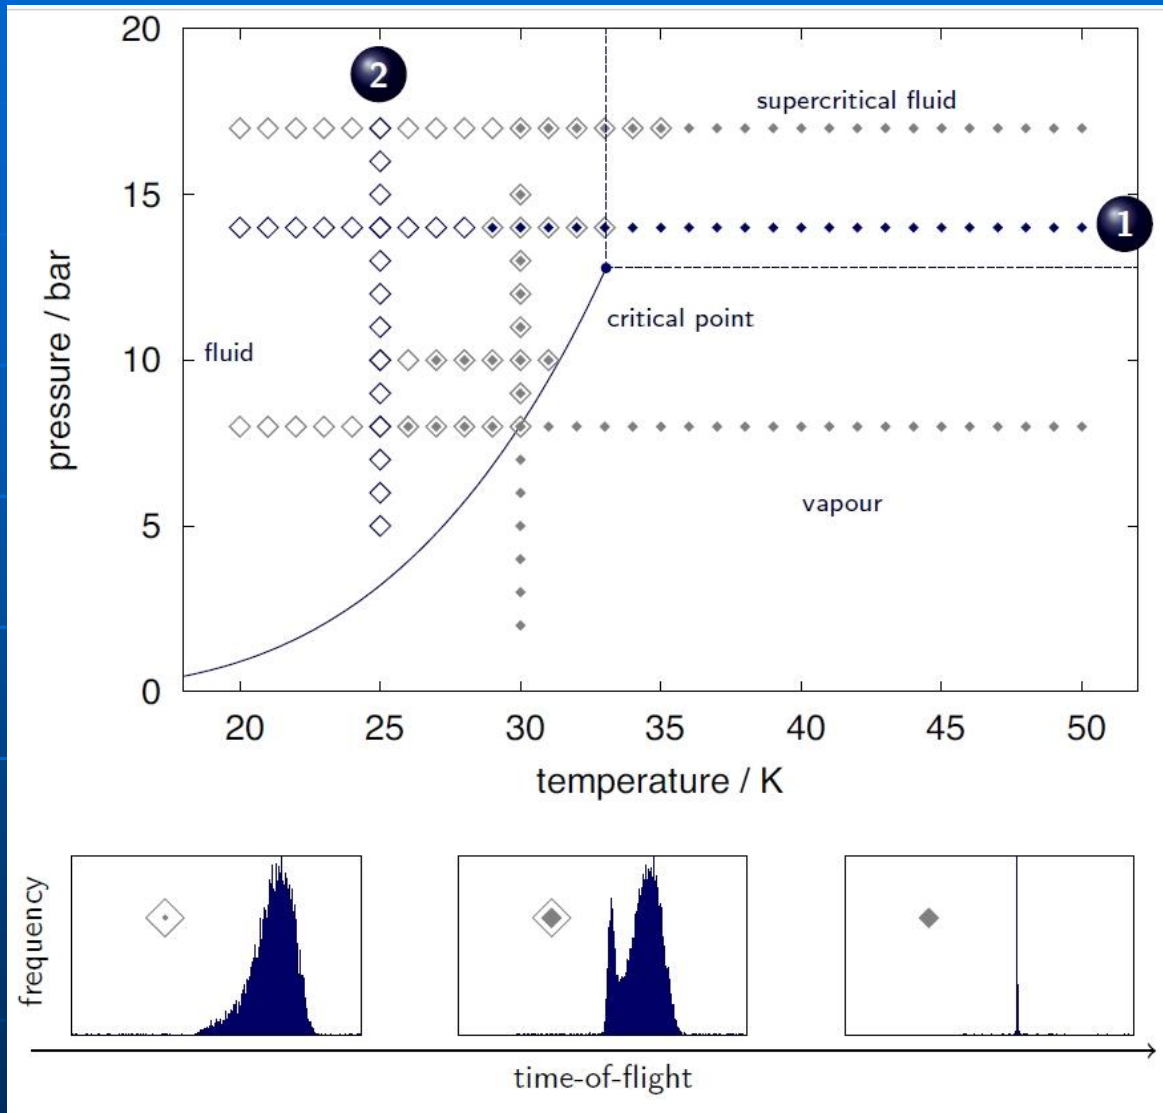 20
2
supercritical fluid
15
1
pressure / bar
critical point
fluid
10
vapour
5
0
20 25 30 35 40 45 50
temperature / K
frequency
time-of-flight